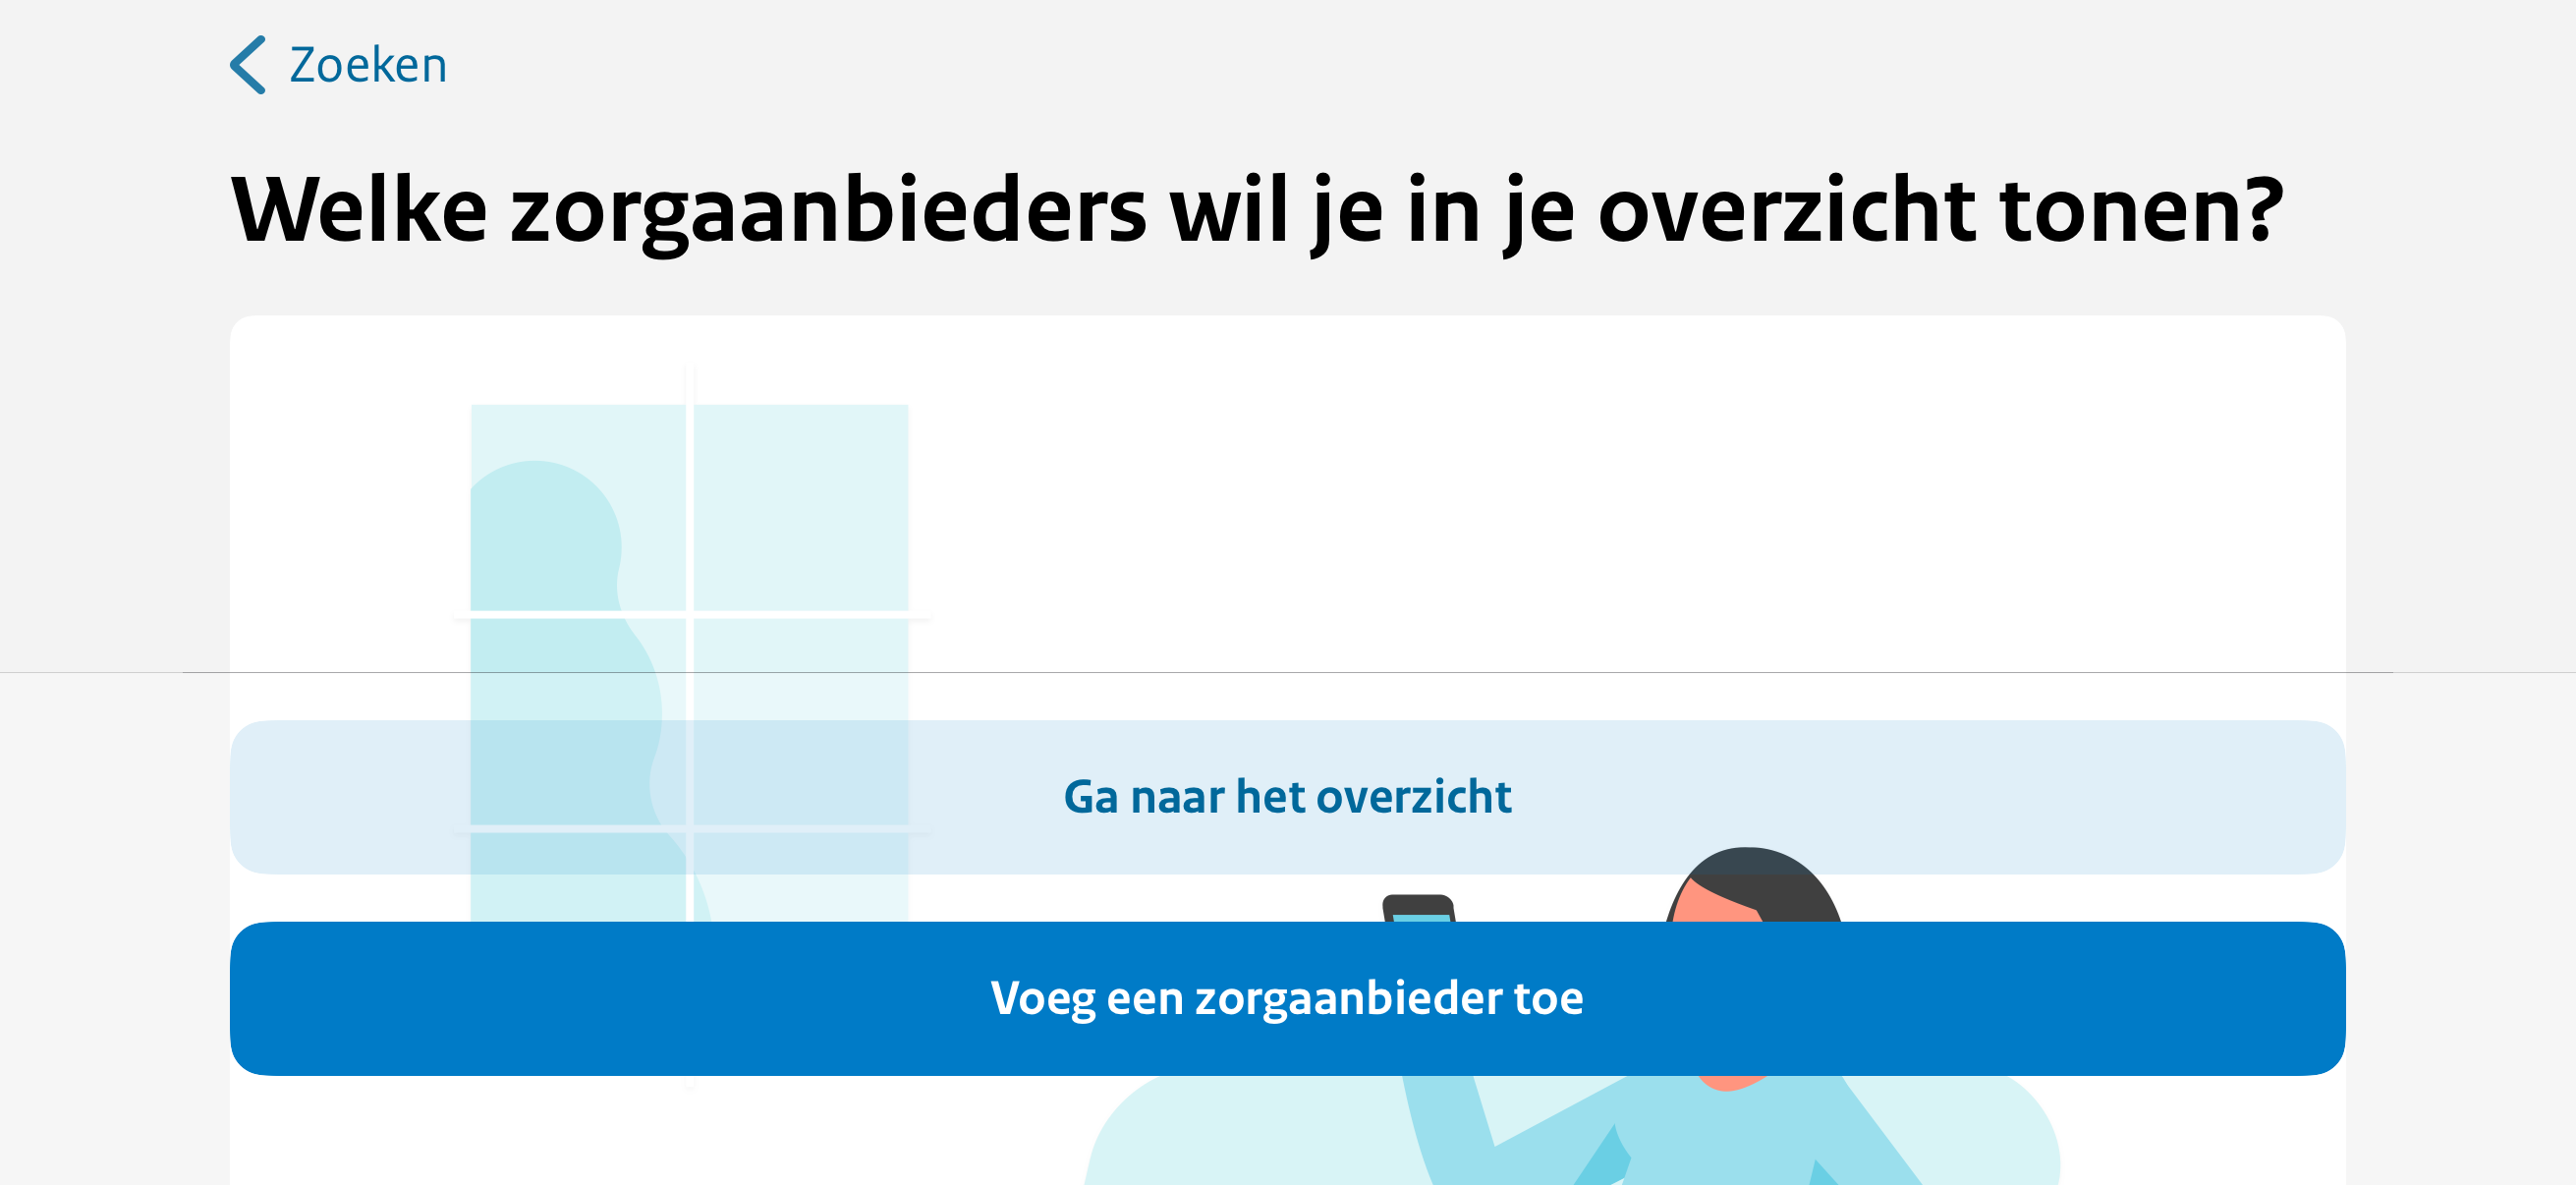 Zoeken
Welke zorgaanbieders wil je in je overzicht tonen?
Ga naar het overzicht
Voeg een zorgaanbieder toe